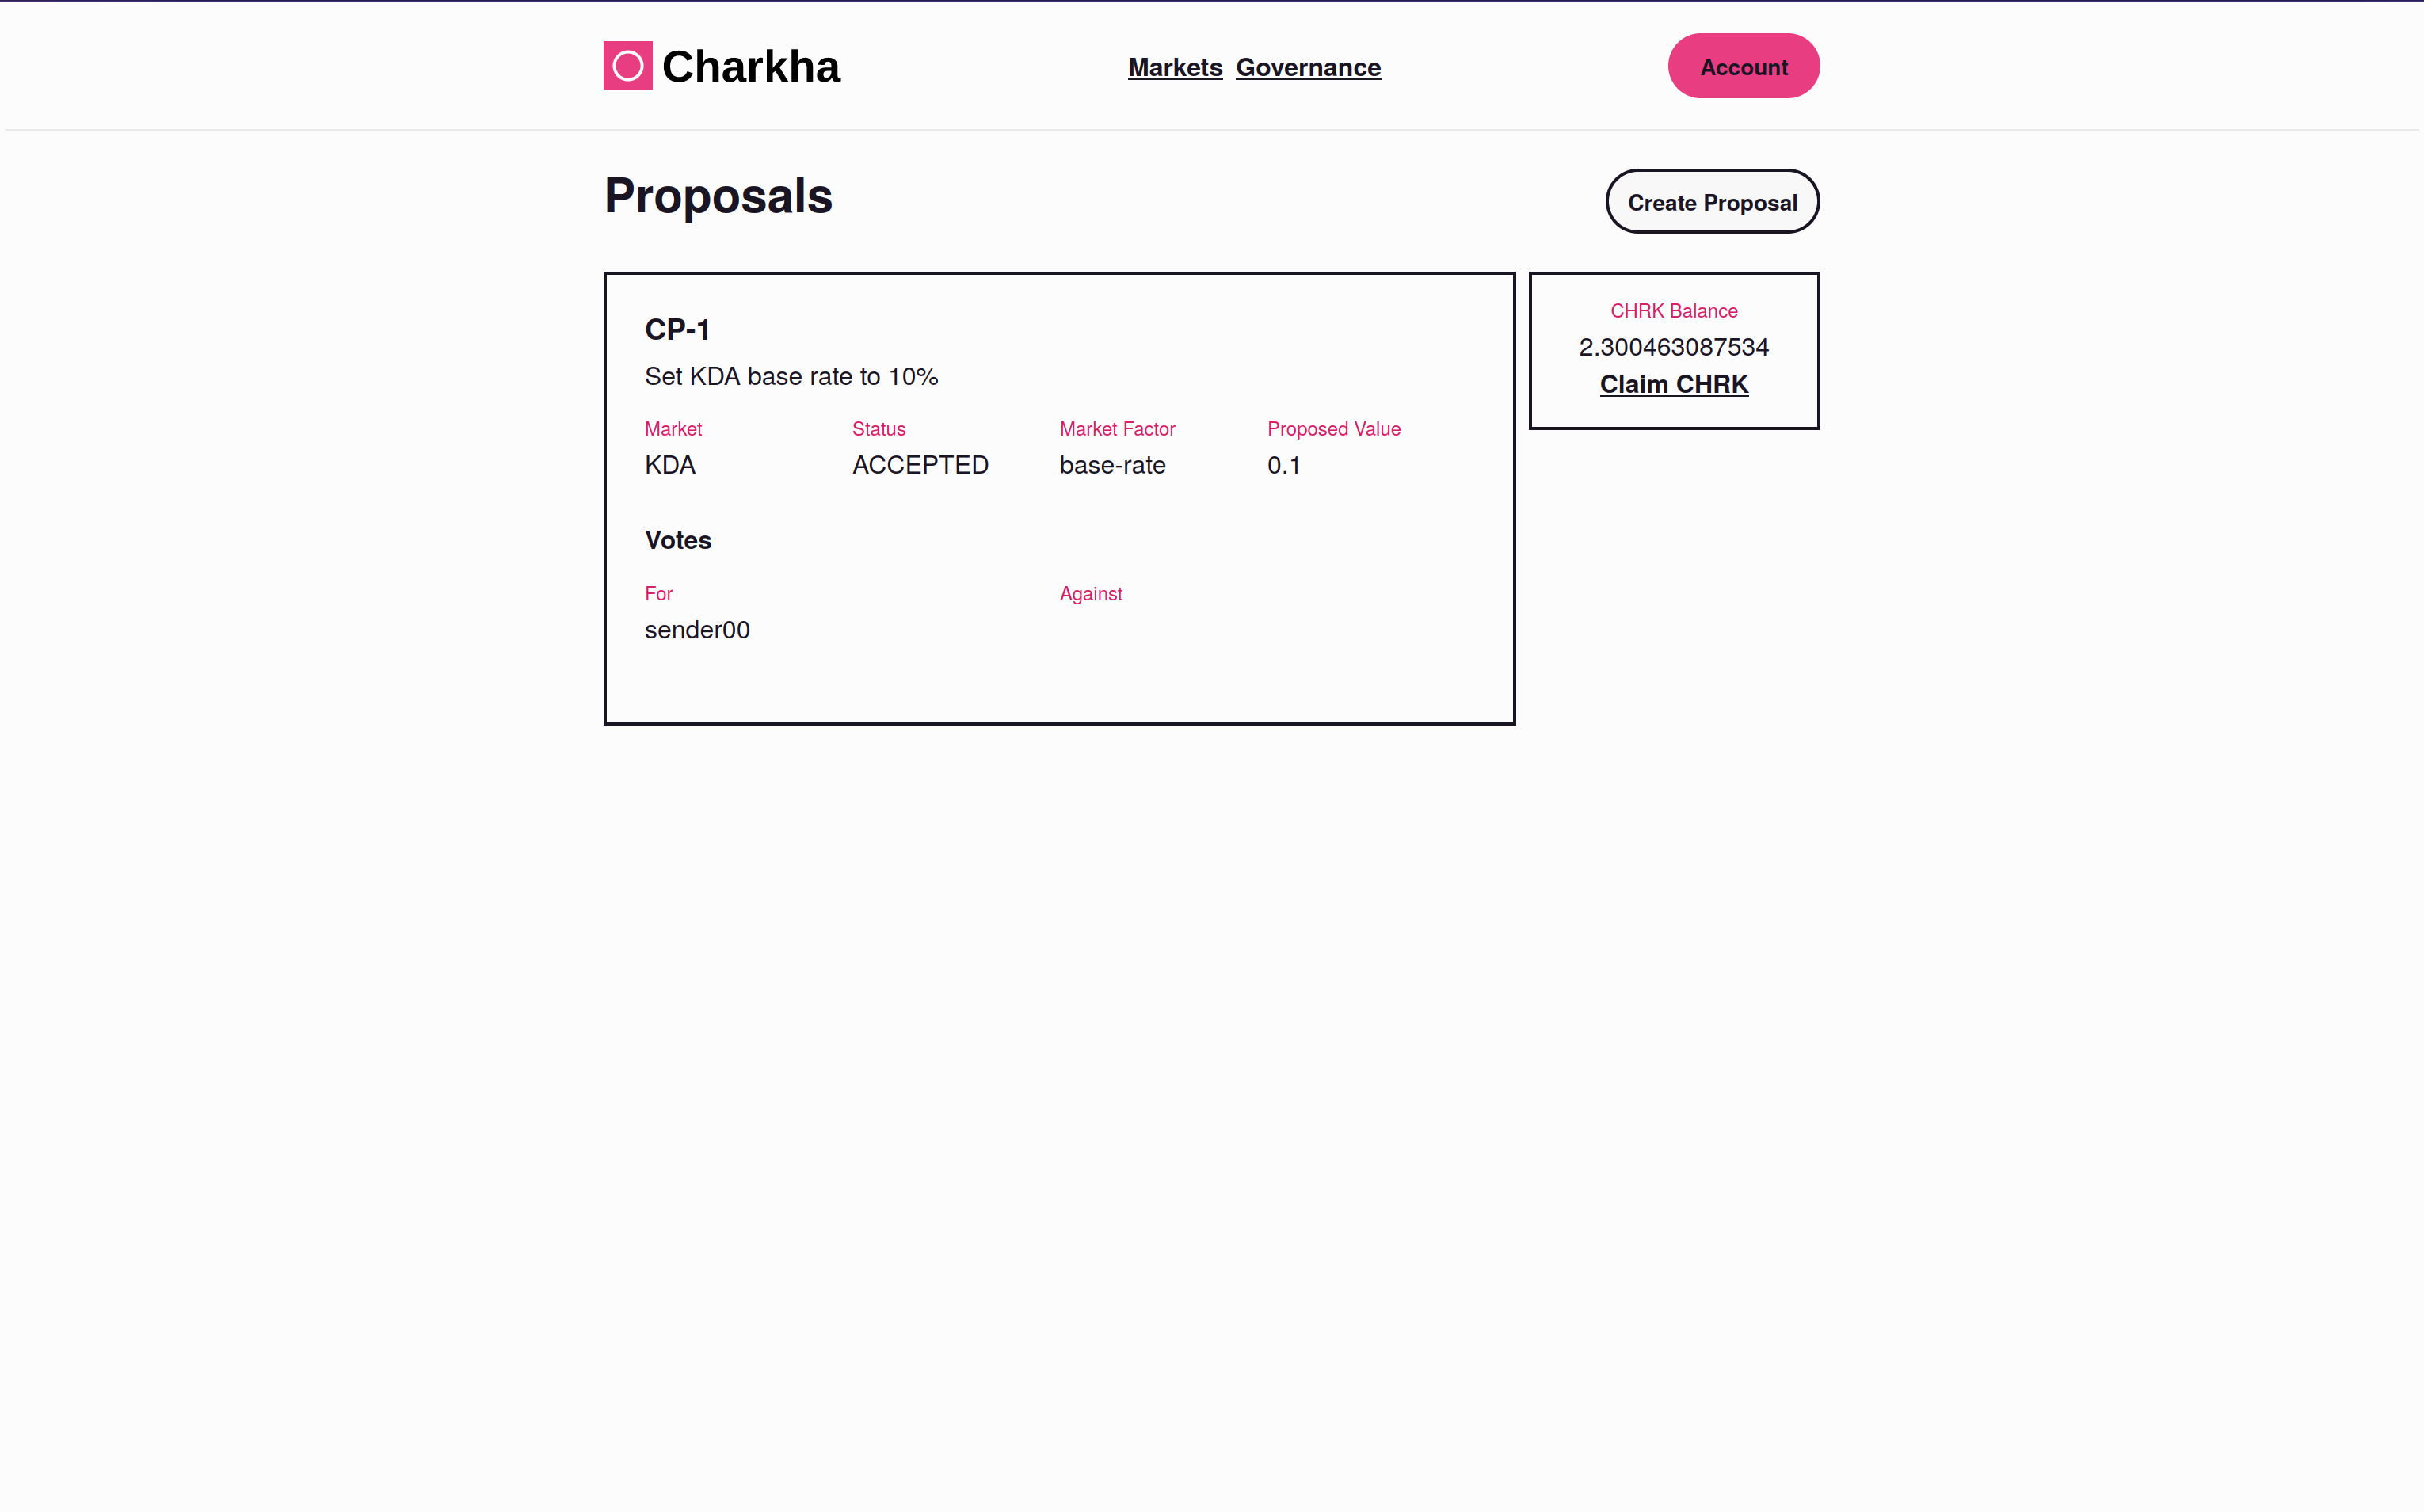 Charkha
Markets Governance
Account
Proposals
Create Proposal
CP-1
Set KDA base rate to 10%
Market Status Market Factor Proposed Value
KDA ACCEPTED base-rate 0.1
Votes
For Against
sender00
CHRK Balance
2.300463087534
Claim CHRK